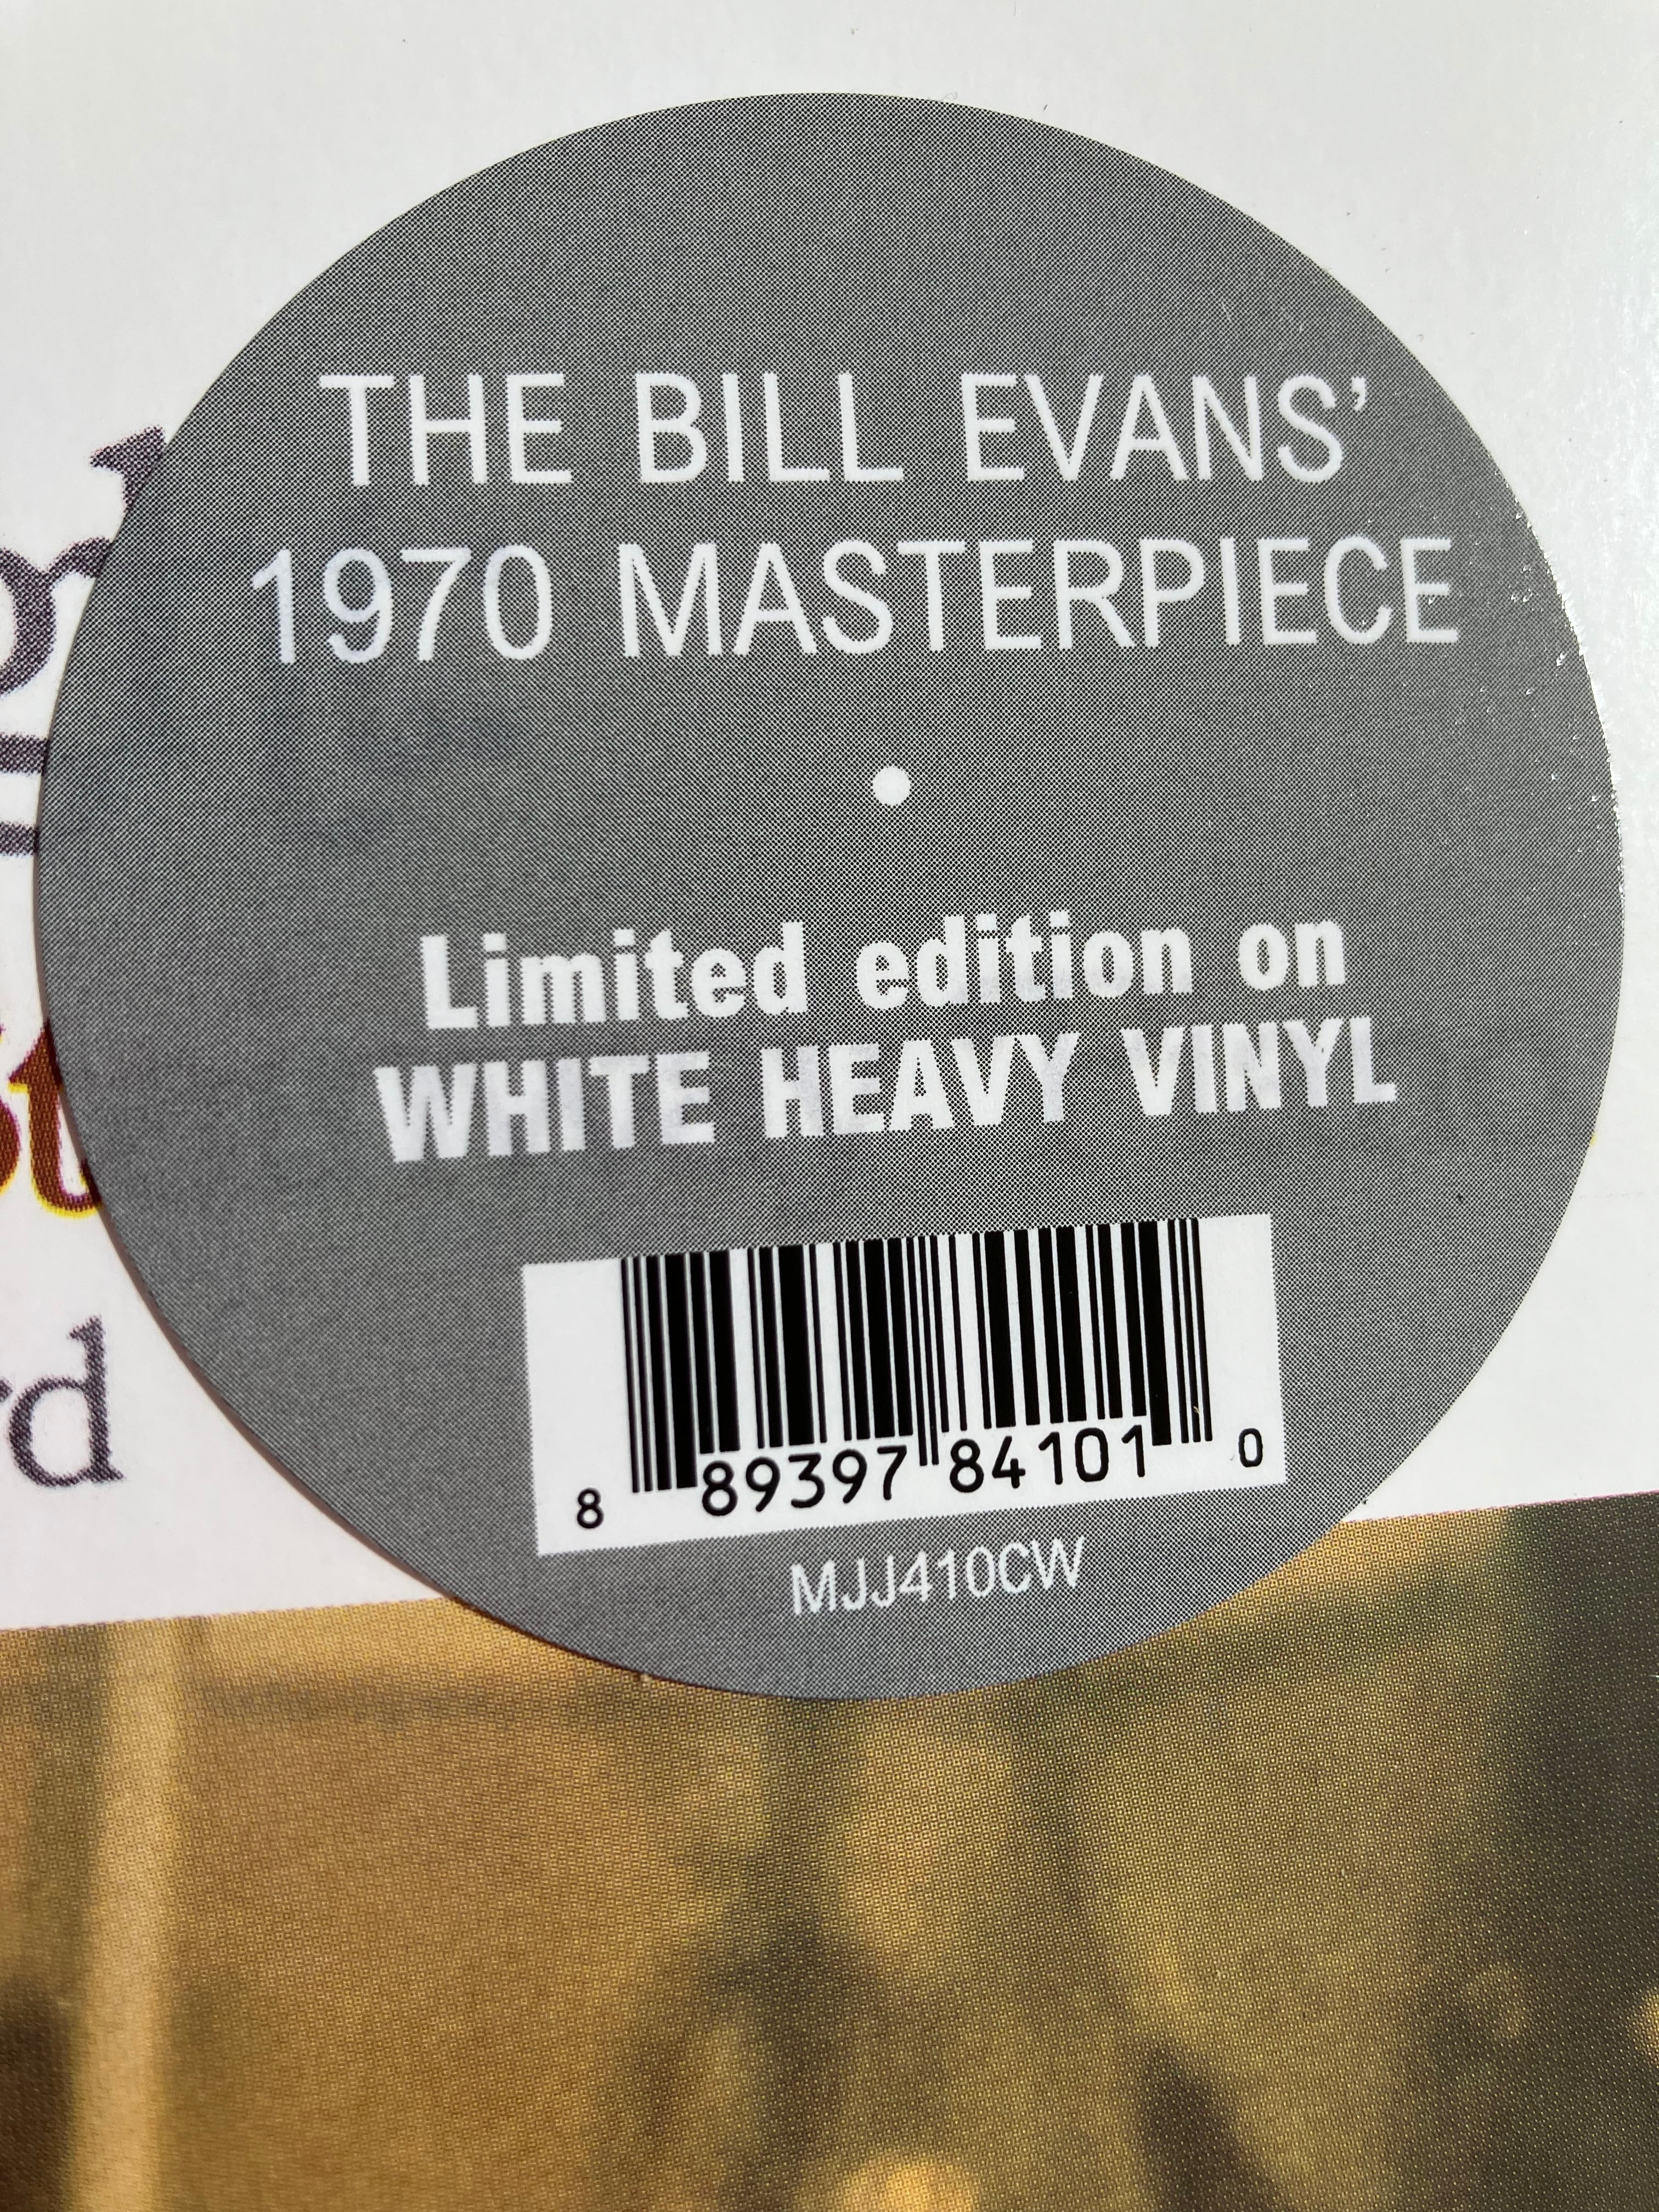 THE BILL EVANS’
1970 MASTERPIECE
Limited edition on
WHITE HEAVY VINYL
8 89397 84101 0
MJJ410CW